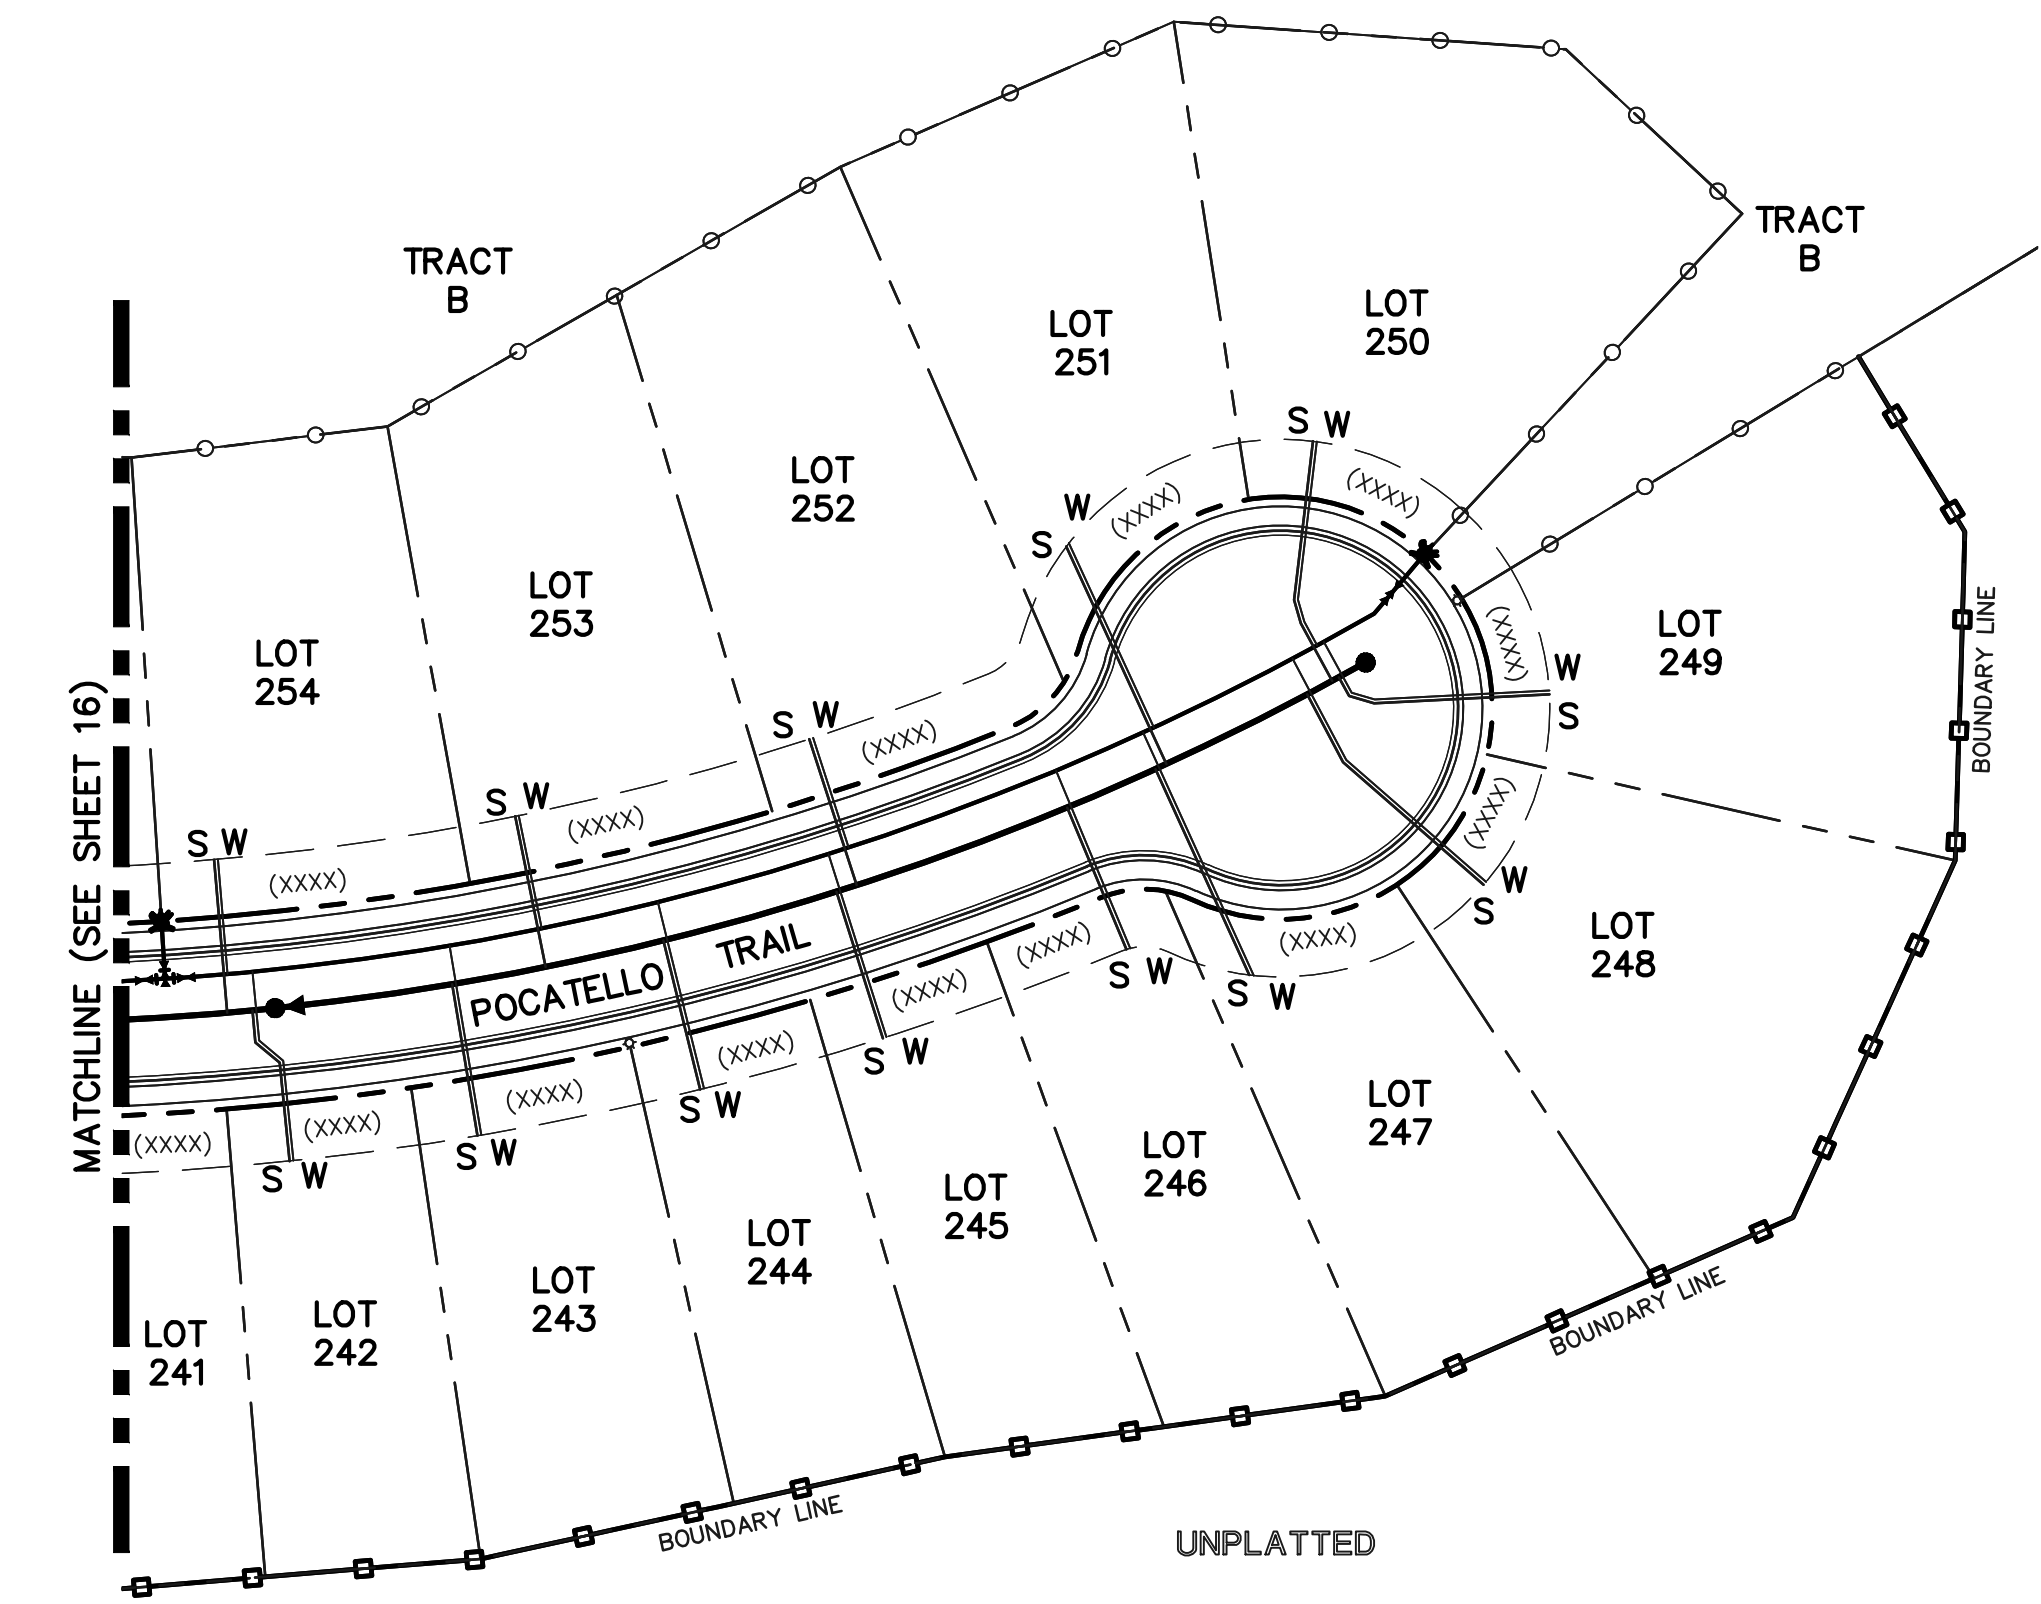 TRACT
B
TRACT
B
LOT
250
LOT
251
S W
(XXXX)
LOT
252
W
S
(XXXX)
LOT
253
LOT
249
BOUNDARY LINE
(XXXX)
LOT
254
W
S
S W
(XXXX)
S W
(XXXX)
S W
(XXXX)
(XXXX)
W
S
MATCHLINE (SEE SHEET 16)
POCATELLO TRAIL
LOT
248
(XXXX)
S W
(XXXX)
S W
(XXXX)
S W
(XXXX)
S W
(XXXX)
S W
(XXXX)
S W
(XXXX)
LOT
247
LOT
246
LOT
245
LOT
244
LOT
243
LOT
242
LOT
241
BOUNDARY LINE
BOUNDARY LINE
UNPLATTED